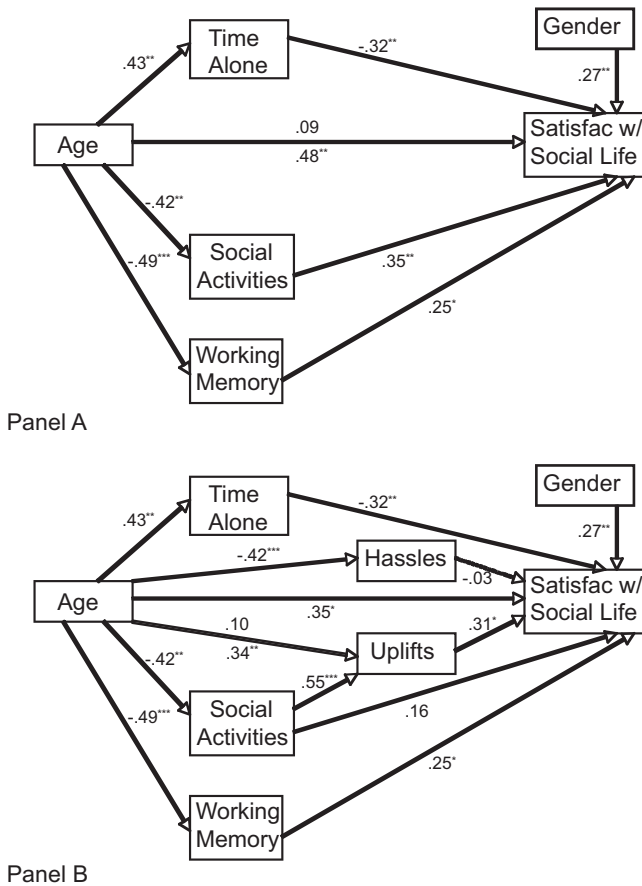 Gender
Time
Alone
-.32**
.43**
.27**
Age
.09
.48**
Satisfac w/
Social Life
-.42**
Social
Activities
-.49***
.35**
.25*
Working
Memory
Panel A
Gender
Time
Alone
-.32**
.43**
.27**
-.42***
Hassles
-.03
Age
.35*
Satisfac w/
Social Life
.10
.34**
Uplifts
.31*
-.42**
.55***
Social
Activities
.16
-.49***
.25*
Working
Memory
Panel B